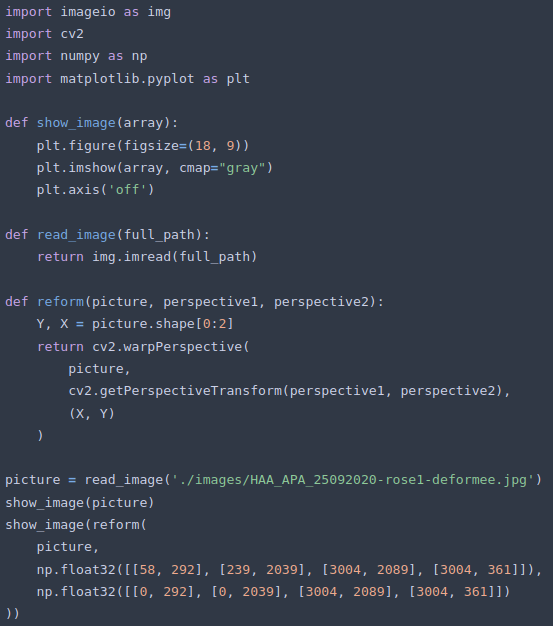 import imageio as img
import cv2
import numpy as np
import matplotlib.pyplot as plt

def show_image(array):
    plt.figure(figsize=(18, 9))
    plt.imshow(array, cmap="gray")
    plt.axis('off')

def read_image(full_path):
    return img.imread(full_path)

def reform(picture, perspective1, perspective2):
    Y, X = picture.shape[0:2]
    return cv2.warpPerspective(
        picture,
        cv2.getPerspectiveTransform(perspective1, perspective2),
        (X, Y)
    )

picture = read_image('./images/HAA_APA_25092020-rose1-deformee.jpg')
show_image(picture)
show_image(reform(
    picture,
    np.float32([[58, 292], [239, 2039], [3004, 2089], [3004, 361]]),
    np.float32([[0, 292], [0, 2039], [3004, 2089], [3004, 361]])
))